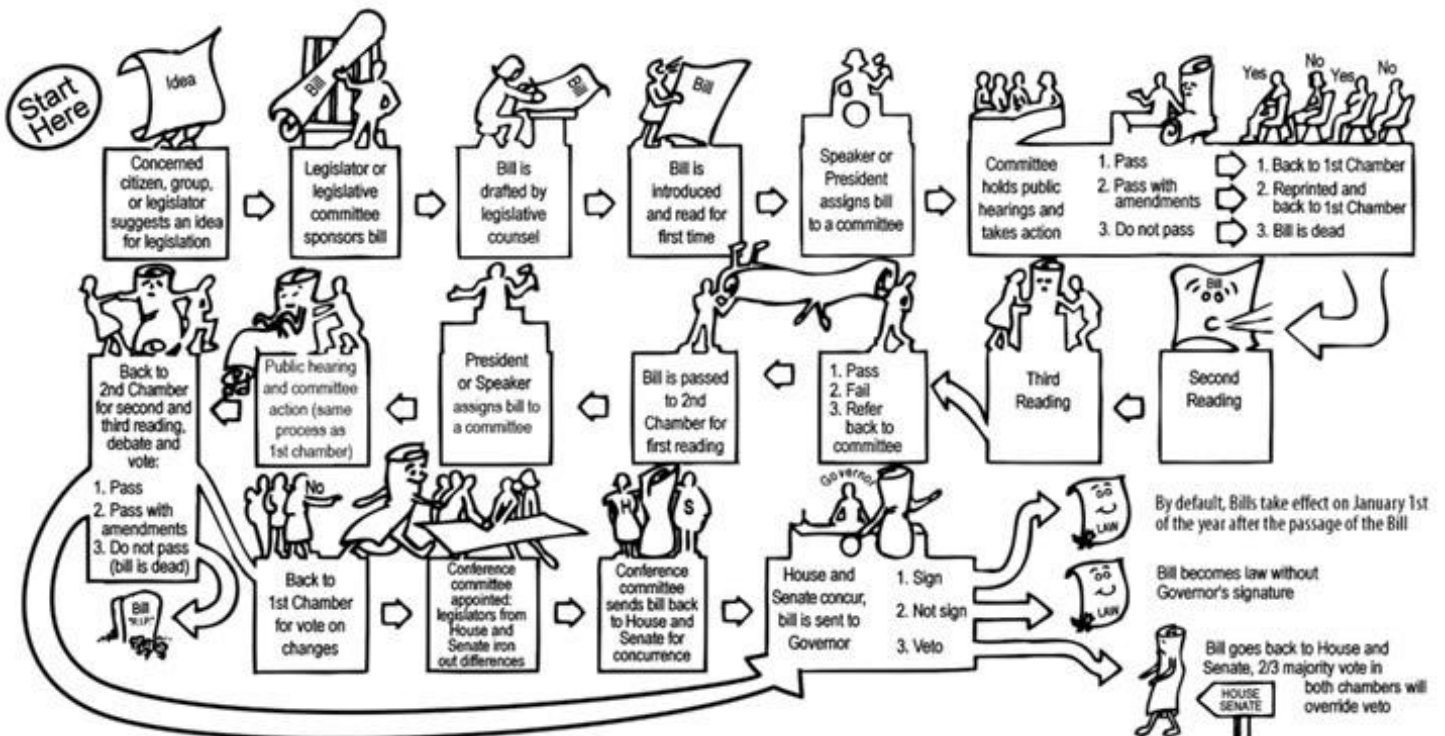 Start
Here
Idea
Concerned
citizen, group,
or legislator
suggests an idea
for legislation
Bill
Legislator or
legislative
committee
sponsors bill
Bill
Bill is
drafted by
legislative
counsel
Bill
Bill is
introduced
and read for
first time
Speaker or
President
assigns bill
to a committee
Committee
holds public
hearings and
takes action
1. Pass
2. Pass with
amendments
3. Do not pass
Yes No Yes No
1. Back to 1st Chamber
2. Reprinted and
back to 1st Chamber
3. Bill is dead
Bill
Second
Reading
Third
Reading
1. Pass
2. Fail
3. Refer
back to
committee
Bill is passed
to 2nd
Chamber for
first reading
President
or Speaker
assigns bill to
a committee
Public hearing
and committee
action (same
process as
1st chamber)
Back to
2nd Chamber
for second and
third reading,
debate and
vote:
1. Pass
2. Pass with
amendments
3. Do not pass
(bill is dead)
Bill
"R.I.P."
No
Back to
1st Chamber
for vote on
changes
Conference
committee
appointed:
legislators from
House and
Senate iron
out differences
H
S
Conference
committee
sends bill back
to House and
Senate for
concurrence
Governor
House and
Senate concur,
bill is sent to
Governor
1. Sign
2. Not sign
3. Veto
LAW
By default, Bills take effect on January 1st
of the year after the passage of the Bill
LAW
Bill becomes law without
Governor's signature
Bill goes back to House and
Senate, 2/3 majority vote in
both chambers will
override veto
HOUSE
SENATE